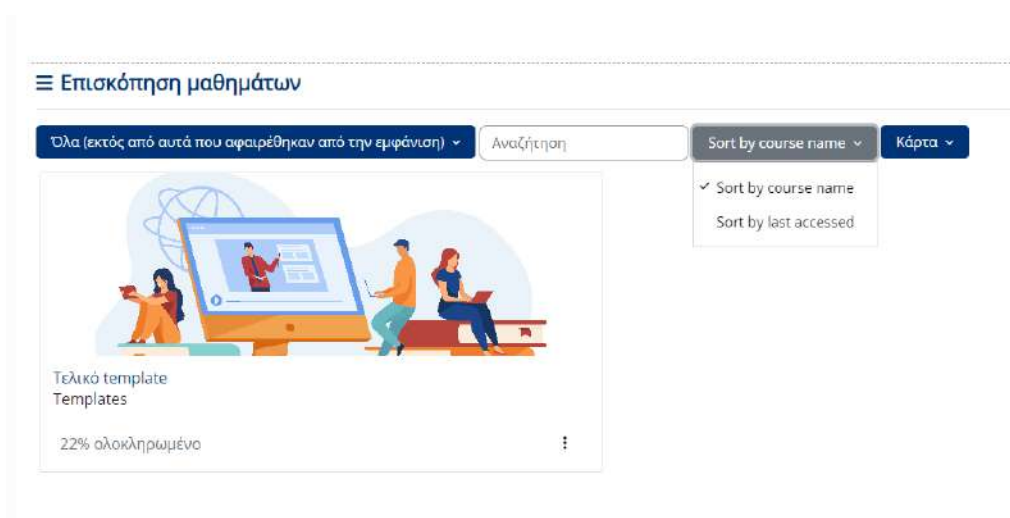 Επισκόπηση μαθημάτων
Όλα (εκτός από αυτά που αφαιρέθηκαν από την εμφάνιση) Αναζήτηση Sort by course name Κάρτα
Sort by course name
Sort by last accessed
Τελικό template
Templates
22% ολοκληρωμένο